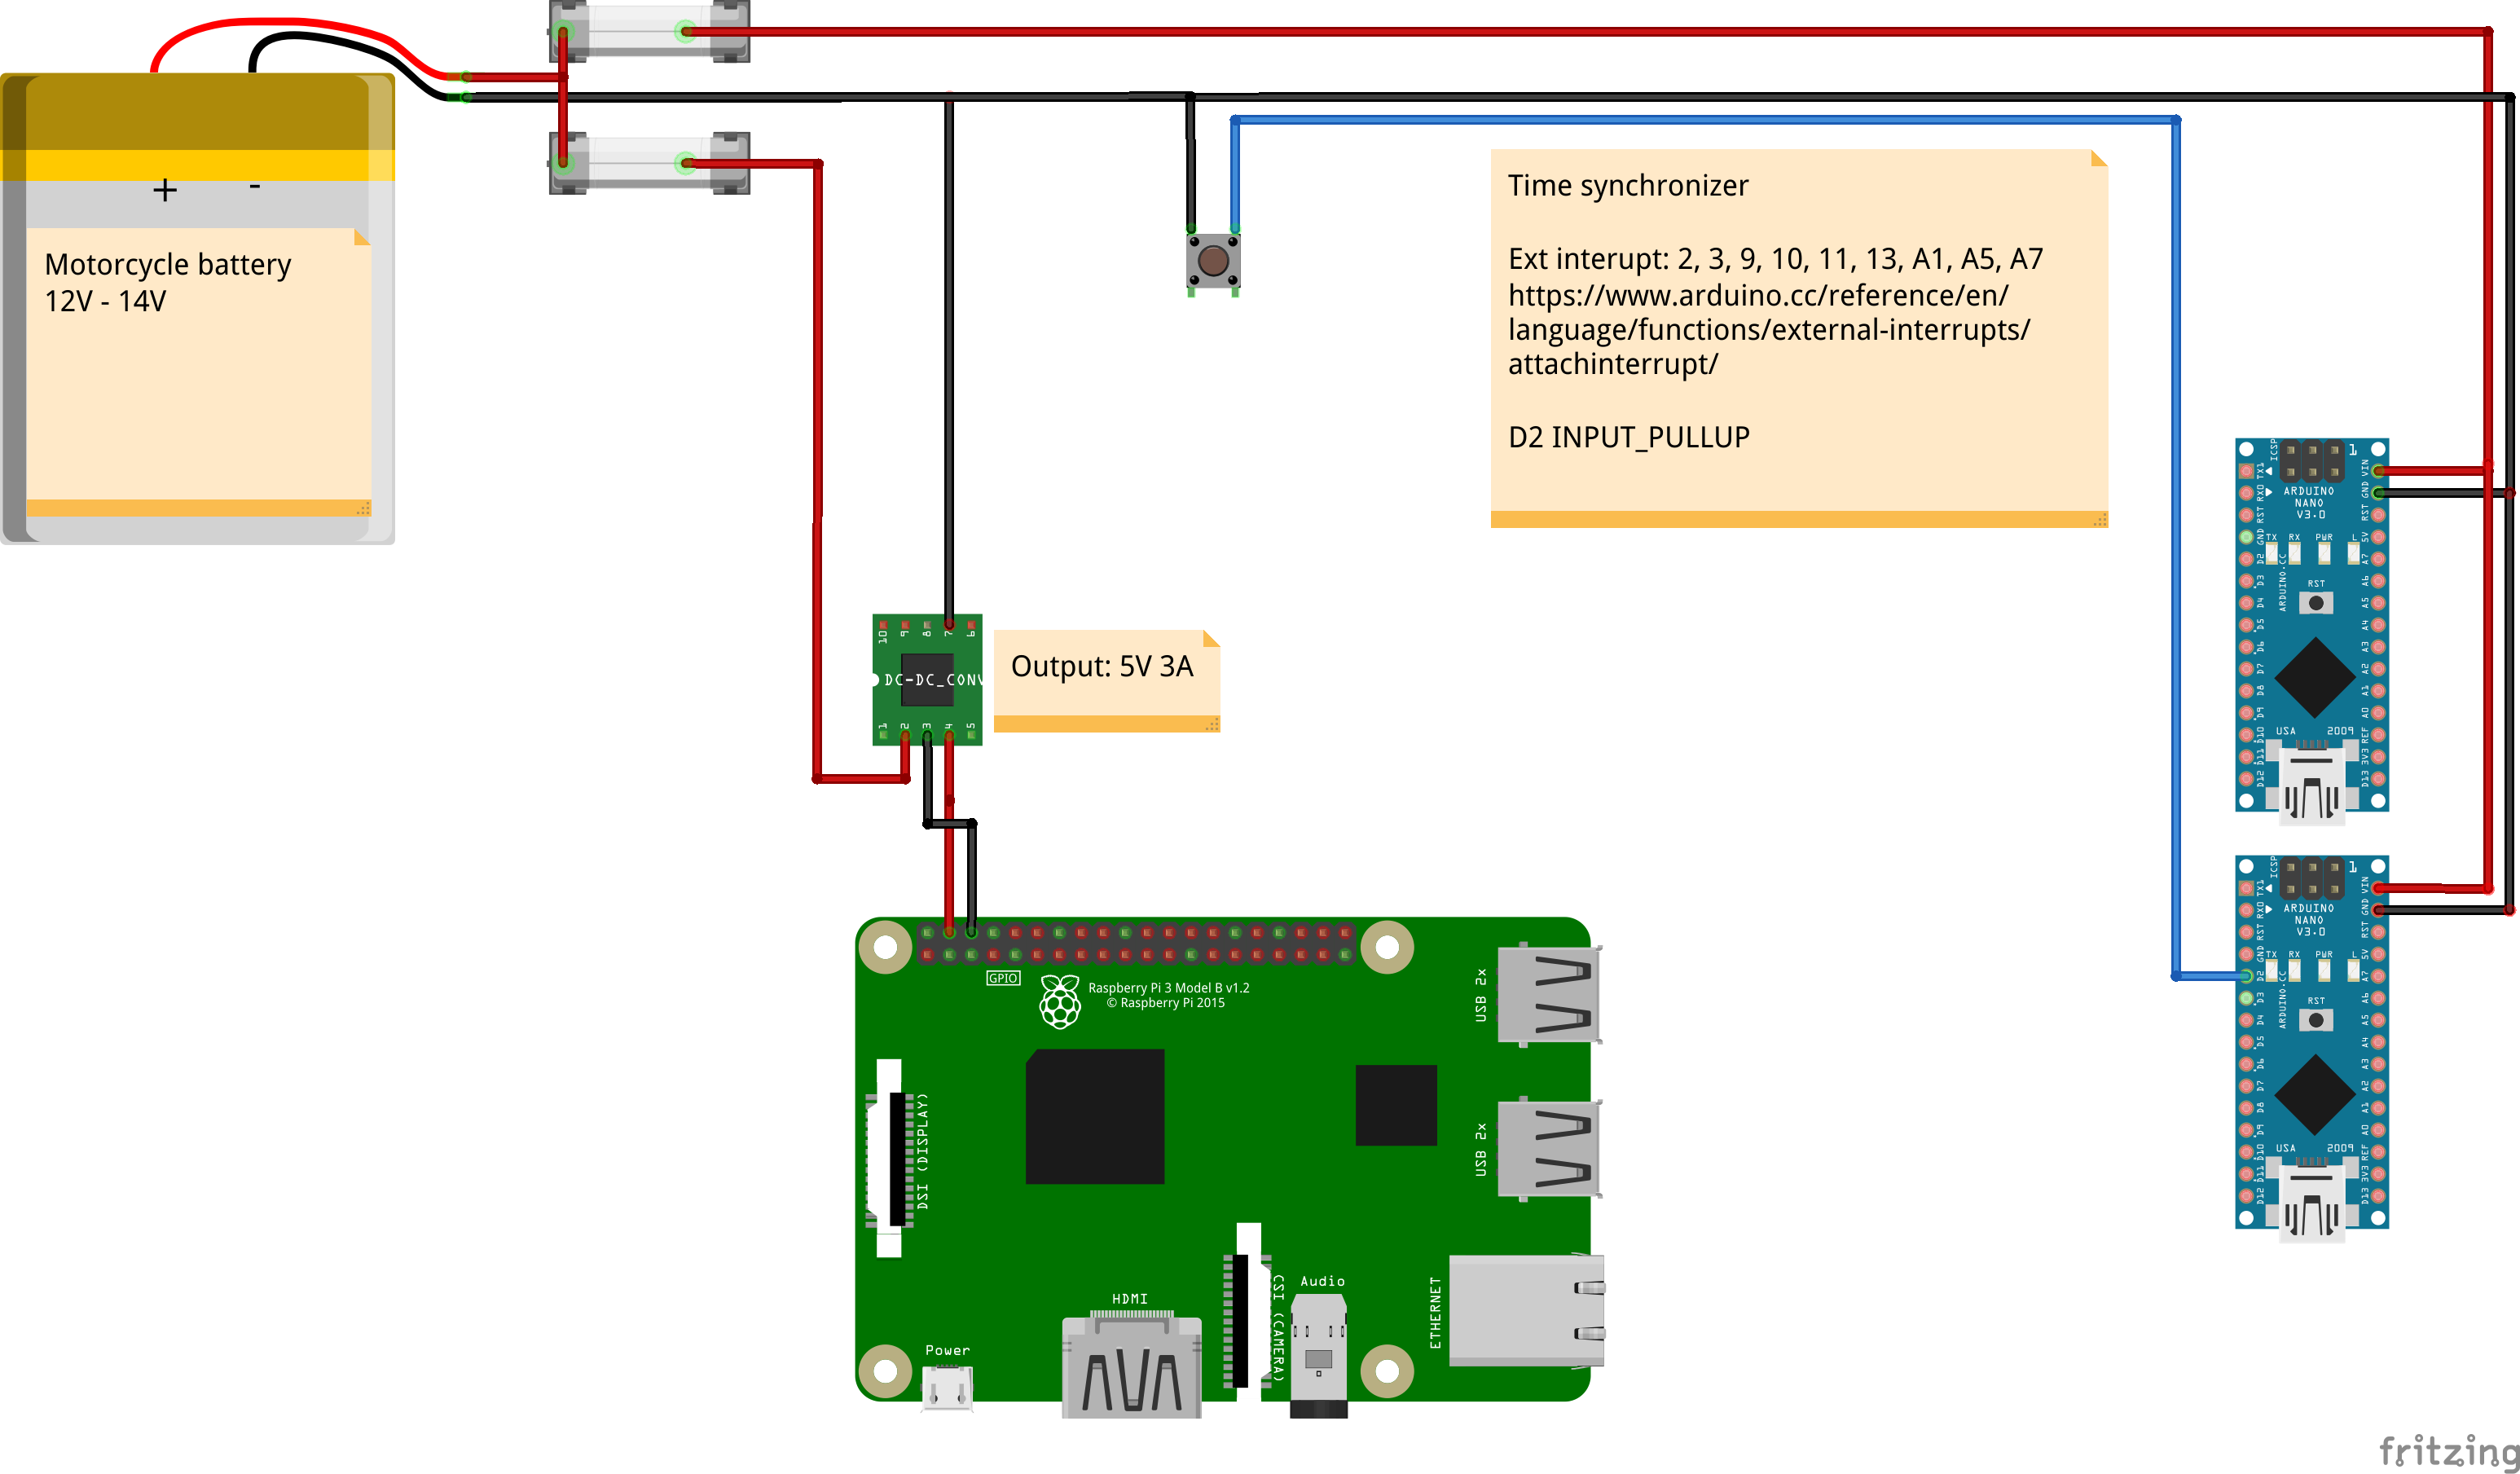 + -
Motorcycle battery
12V - 14V
Time synchronizer
Ext interupt: 2, 3, 9, 10, 11, 13, A1, A5, A7
https://www.arduino.cc/reference/en/
language/functions/external-interrupts/
attachinterrupt/
D2 INPUT_PULLUP
10 9 8 7 6
DC-DC_CONV
1 2 3 4 5
Output: 5V 3A
ICSP
1
ARDUINO
NANO
V3.0
TX RX PWR L
RST
ARDUINO.CC
USA 2009
TX1
RX0
RST
GND
D2
D3
D4
D5
D6
D7
D8
D9
D10
D11
D12
VIN
GND
RST
5V
A7
A6
A5
A4
A3
A2
A1
A0
REF
3V3
D13
ICSP
1
ARDUINO
NANO
V3.0
TX RX PWR L
RST
ARDUINO.CC
USA 2009
TX1
RX0
RST
GND
D2
D3
D4
D5
D6
D7
D8
D9
D10
D11
D12
VIN
GND
RST
5V
A7
A6
A5
A4
A3
A2
A1
A0
REF
3V3
D13
GPIO
Raspberry Pi 3 Model B v1.2
© Raspberry Pi 2015
USB 2x
USB 2x
DSI (DISPLAY)
CSI (CAMERA)
Audio
ETHERNET
HDMI
Power
fritzing